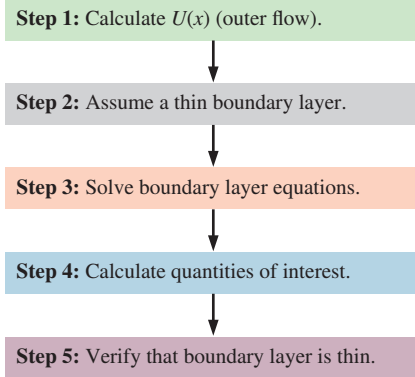 Step 1: Calculate U(x) (outer flow).
Step 2: Assume a thin boundary layer.
Step 3: Solve boundary layer equations.
Step 4: Calculate quantities of interest.
Step 5: Verify that boundary layer is thin.